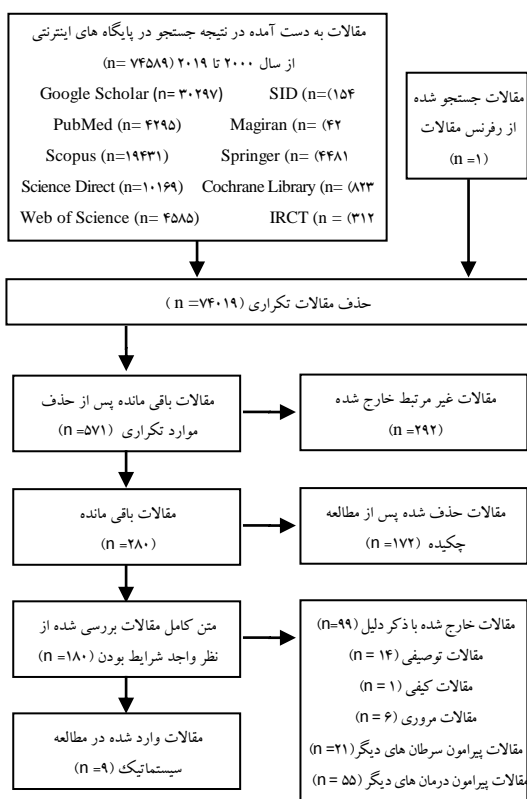 مقالات به دست آمده در نتیجه جستجو در پایگاه های اینترنتی
از سال ۲۰۰۰ تا ۲۰۱۹ (n= ۷۴۵۸۹)
Google Scholar (n= ۳۰۲۹۷) SID (n=(۱۵۴
PubMed (n= ۴۲۹۵) Magiran (n= (۴۲
Scopus (n=۱۹۴۳۱) Springer (n= (۴۴۸۱
Science Direct (n=۱۰۱۶۹) Cochrane Library (n= (۸۲۳
Web of Science (n= ۴۵۸۵) IRCT (n = (۳۱۲
مقالات جستجو شده
از رفرنس مقالات
(n =۱)
حذف مقالات تکراری (n =۷۴۰۱۹ )
مقالات باقی مانده پس از حذف
موارد تکراری (n =۵۷۱)
مقالات غیر مرتبط خارج شده
(n =۲۹۲)
مقالات باقی مانده
(n =۲۸۰)
مقالات حذف شده پس از مطالعه
چکیده (n =۱۷۲)
متن کامل مقالات بررسی شده از
نظر واجد شرایط بودن (n =۱۸۰)
مقالات خارج شده با ذکر دلیل (n=۹۹)
مقالات توصیفی (n = ۱۴)
مقالات کیفی (n = ۱)
مقالات مروری (n = ۶)
مقالات پیرامون سرطان های دیگر (n =۲۱)
مقالات پیرامون درمان های دیگر (n = ۵۵)
مقالات وارد شده در مطالعه
سیستماتیک (n =۹)